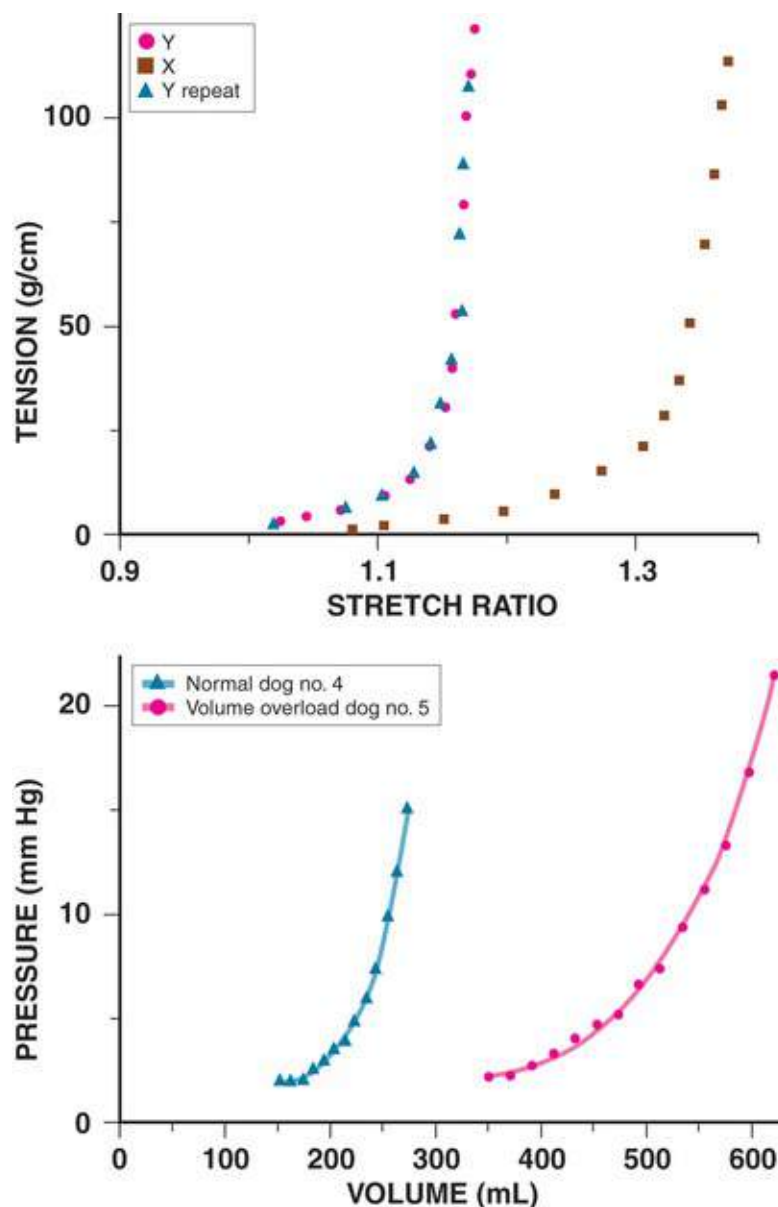 Y
X
Y repeat
100
50
0
TENSION (g/cm)
0.9
1.1
1.3
STRETCH RATIO
Normal dog no. 4
Volume overload dog no. 5
20
10
0
PRESSURE (mm Hg)
0
100
200
300
400
500
600
VOLUME (mL)